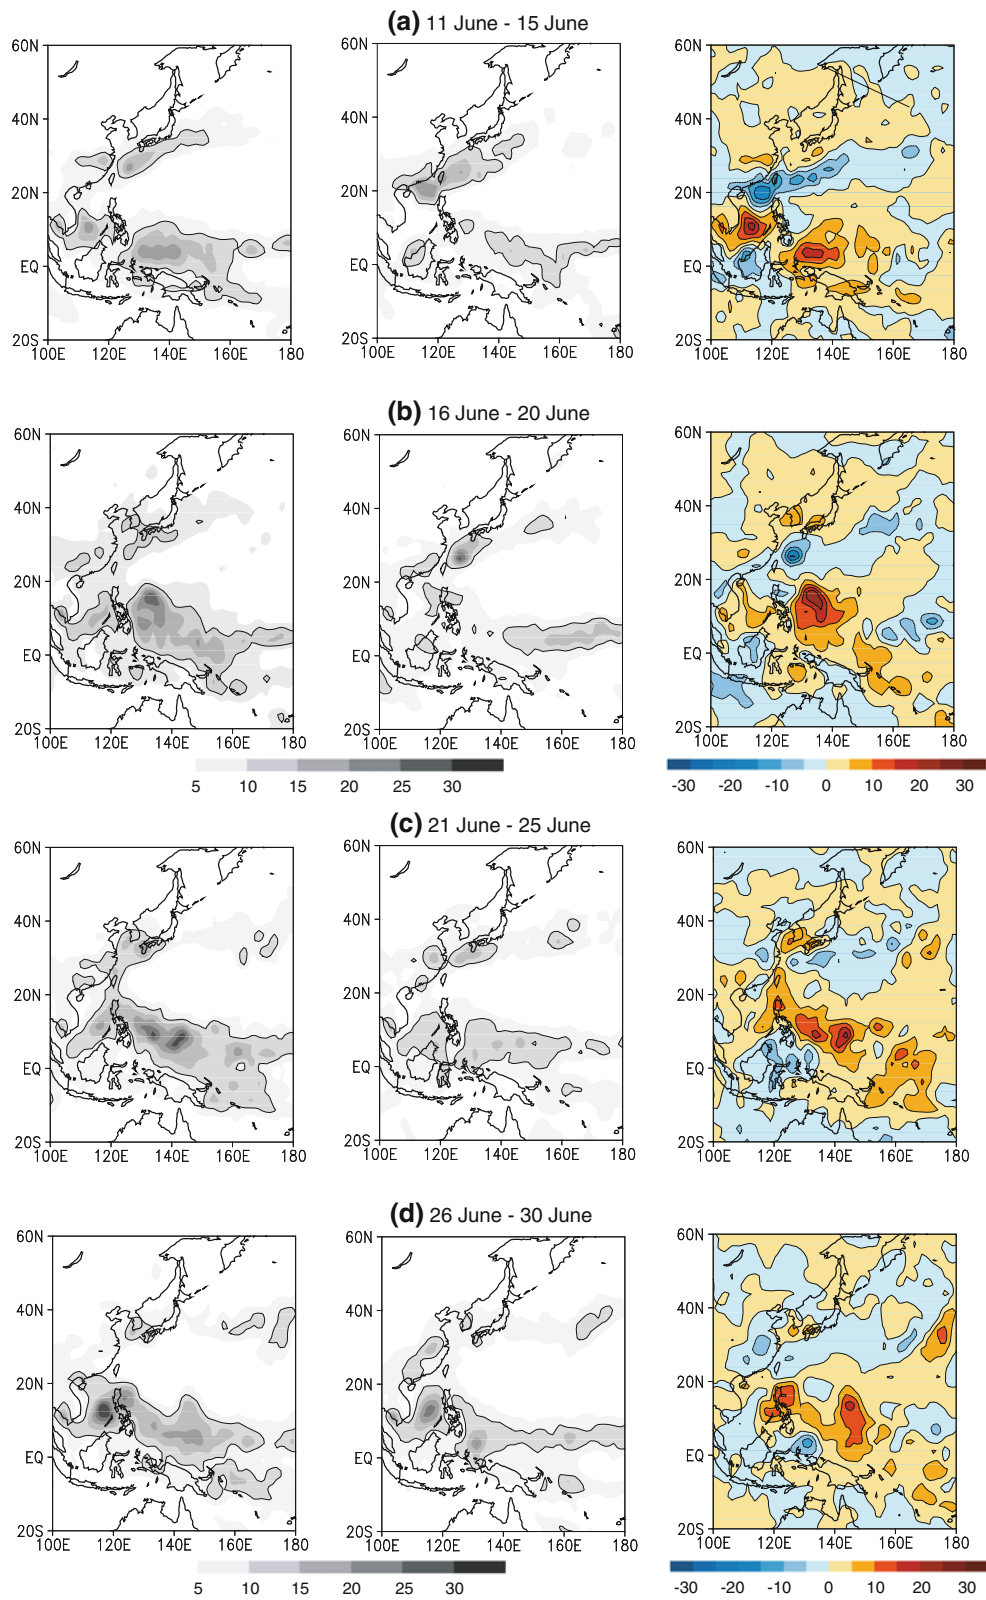 (a) 11 June - 15 June
60N 60N 60N
40N 40N 40N
20N 20N 20N
EQ EQ EQ
20S 20S 20S
100E 120E 140E 160E 180 100E 120E 140E 160E 180 100E 120E 140E 160E 180
(b) 16 June - 20 June
60N 60N 60N
40N 40N 40N
20N 20N 20N
EQ EQ EQ
20S 20S 20S
100E 120E 140E 160E 180 100E 120E 140E 160E 180 100E 120E 140E 160E 180
5 10 15 20 25 30 -30 -20 -10 0 10 20 30
(c) 21 June - 25 June
60N 60N 60N
40N 40N 40N
20N 20N 20N
EQ EQ EQ
20S 20S 20S
100E 120E 140E 160E 180 100E 120E 140E 160E 180 100E 120E 140E 160E 180
(d) 26 June - 30 June
60N 60N 60N
40N 40N 40N
20N 20N 20N
EQ EQ EQ
20S 20S 20S
100E 120E 140E 160E 180 100E 120E 140E 160E 180 100E 120E 140E 160E 180
5 10 15 20 25 30 -30 -20 -10 0 10 20 30